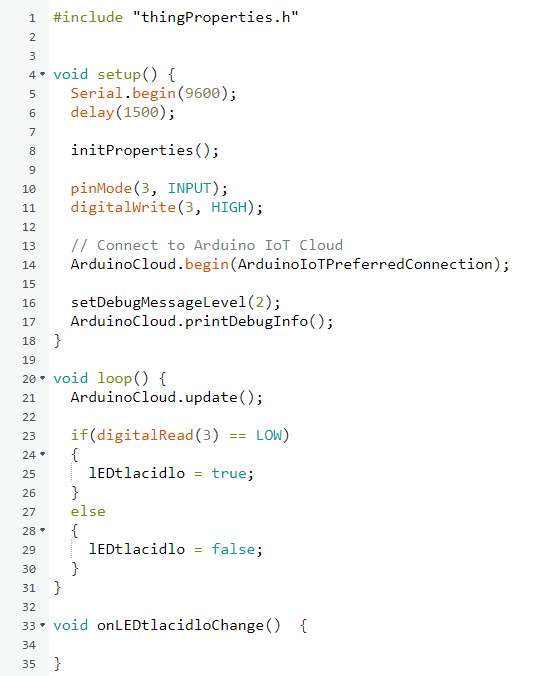 1 #include "thingProperties.h"
2
3
4 void setup() {
5 Serial.begin(9600);
6 delay(1500);
7
8 initProperties();
9
10 pinMode(3, INPUT);
11 digitalWrite(3, HIGH);
12
13 // Connect to Arduino IoT Cloud
14 ArduinoCloud.begin(ArduinoIoTPreferredConnection);
15
16 setDebugMessageLevel(2);
17 ArduinoCloud.printDebugInfo();
18 }
19
20 void loop() {
21 ArduinoCloud.update();
22
23 if(digitalRead(3) == LOW)
24 {
25 lEDtlacidlo = true;
26 }
27 else
28 {
29 lEDtlacidlo = false;
30 }
31 }
32
33 void onLEDtlacidloChange() {
34
35 }